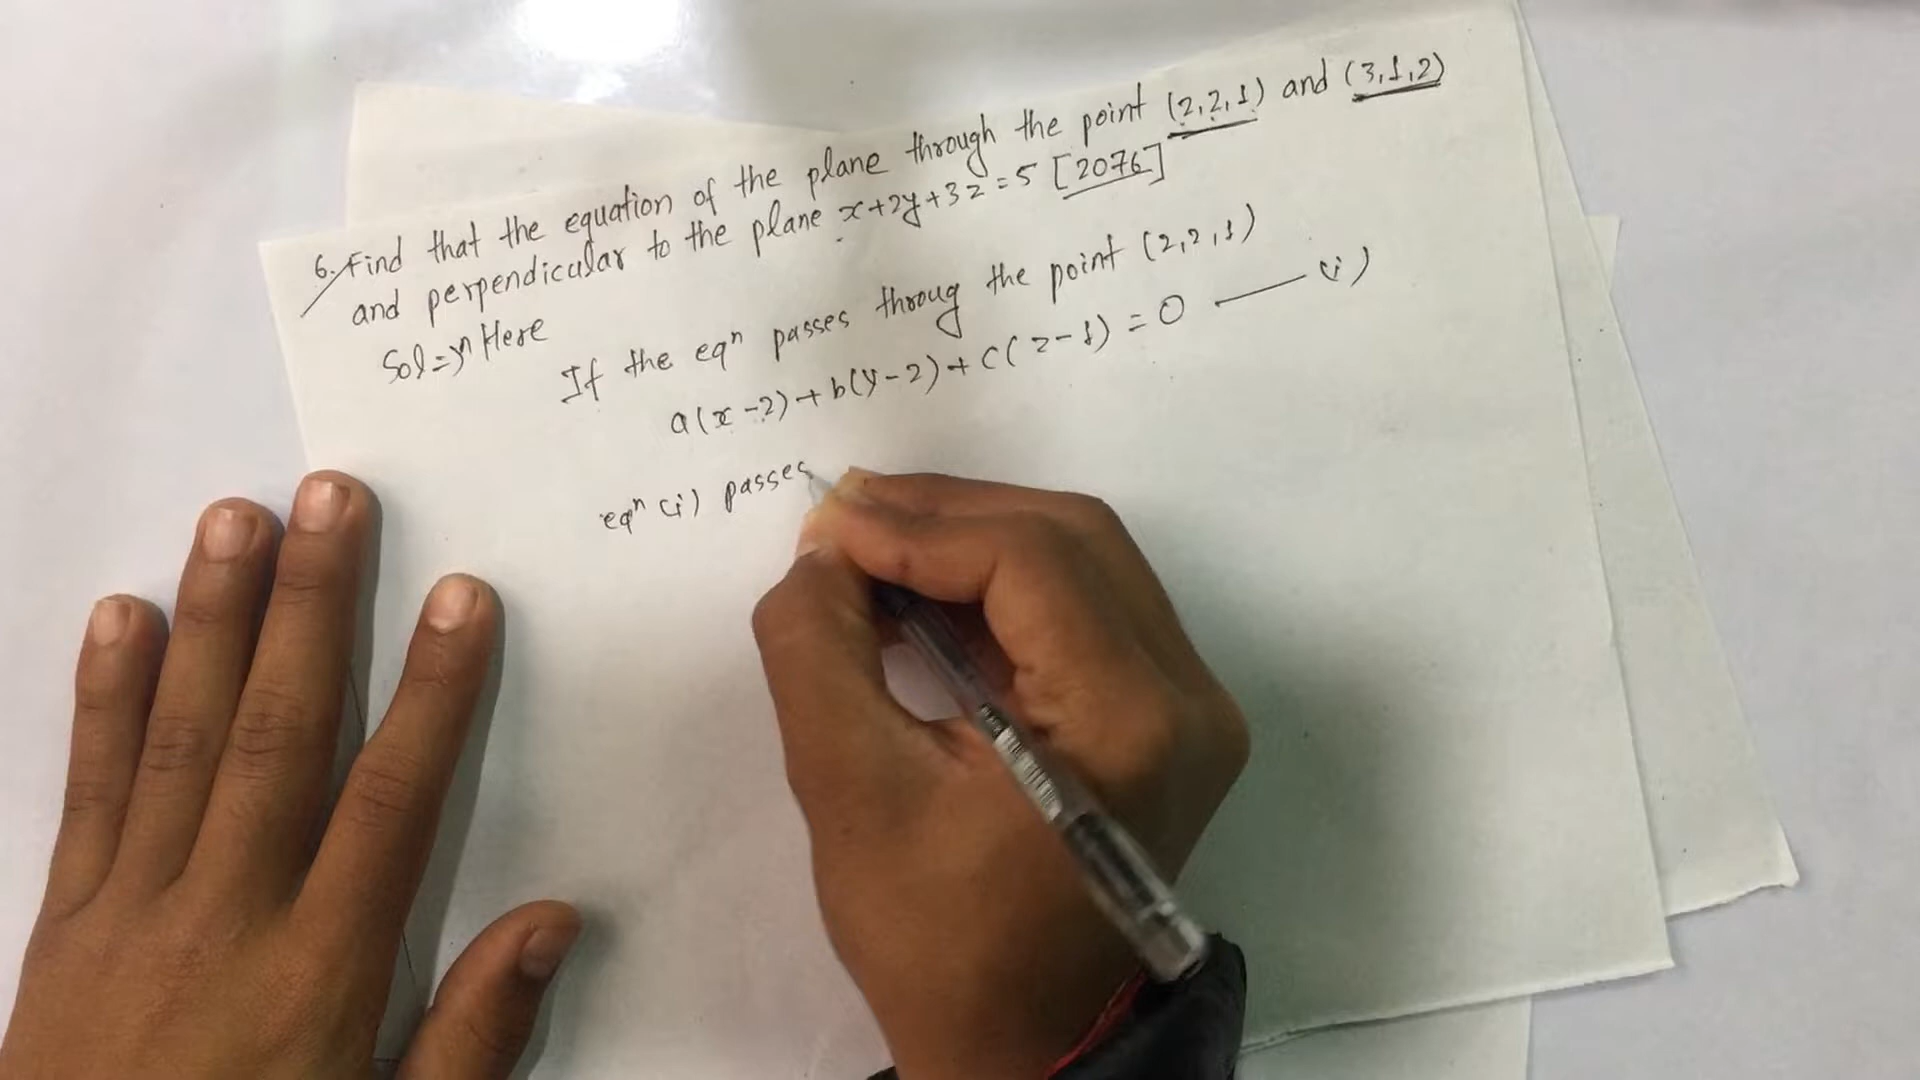 6. Find that the equation of the plane through the point (2,2,1) and (3,1,2)
and perpendicular to the plane x+2y+3z=5 [2076]
Sol=yn Here
If the eqn passes throug the point (2,2,1)
a(x-2)+b(y-2)+c(z-1)=0 —— (i)
eqn (i) passes